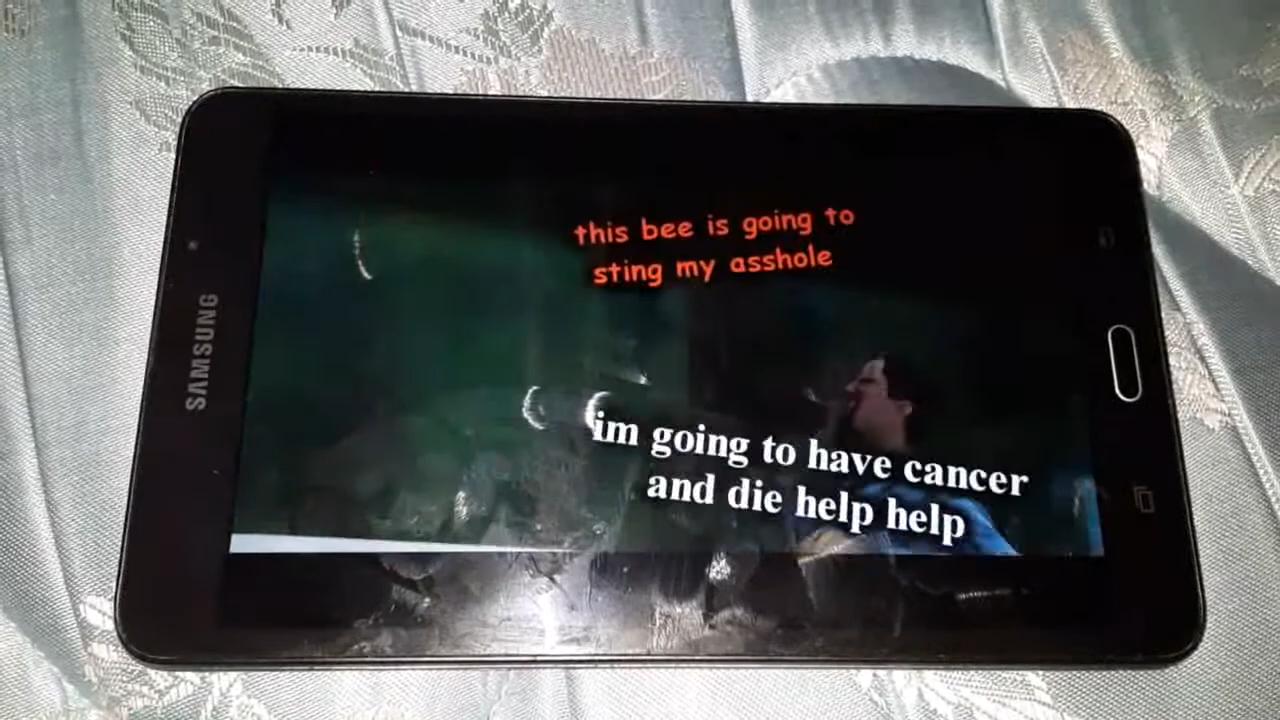 SAMSUNG
this bee is going to
sting my asshole
im going to have cancer
and die help help